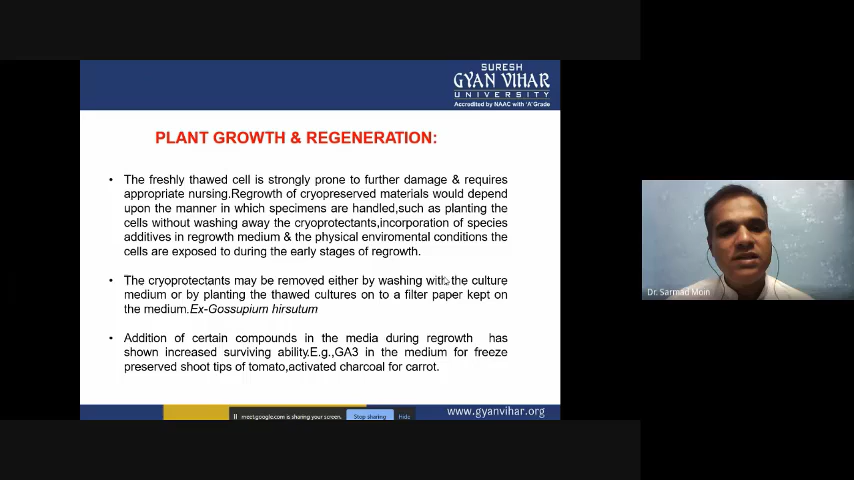 SURESH
GYAN VIHAR
UNIVERSITY
Accredited by NAAC with 'A' Grade
PLANT GROWTH & REGENERATION:
• The freshly thawed cell is strongly prone to further damage & requires
appropriate nursing.Regrowth of cryopreserved materials would depend
upon the manner in which specimens are handled,such as planting the
cells without washing away the cryoprotectants,incorporation of species
additives in regrowth medium & the physical enviromental conditions the
cells are exposed to during the early stages of regrowth.
• The cryoprotectants may be removed either by washing with the culture
medium or by planting the thawed cultures on to a filter paper kept on
the medium.Ex-Gossupium hirsutum
• Addition of certain compounds in the media during regrowth has
shown increased surviving ability.E.g.,GA3 in the medium for freeze
preserved shoot tips of tomato,activated charcoal for carrot.
Dr. Sarmad Moin
meet.google.com is sharing your screen.
Stop sharing
Hide
www.gyanvihar.org